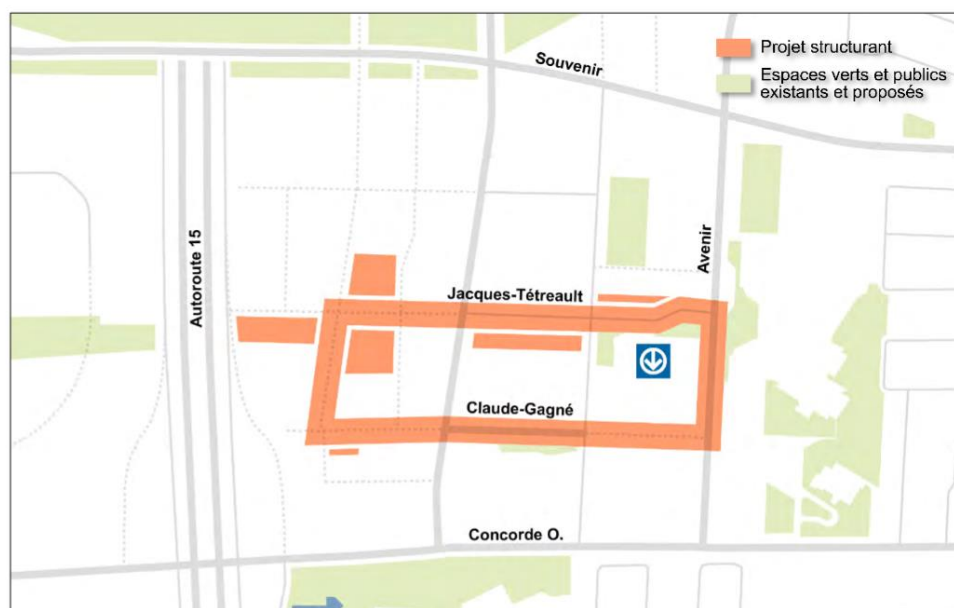 Projet structurant
Espaces verts et publics
existants et proposés
Souvenir
Autoroute 15
Avenir
Jacques-Tétreault
Claude-Gagné
Concorde O.